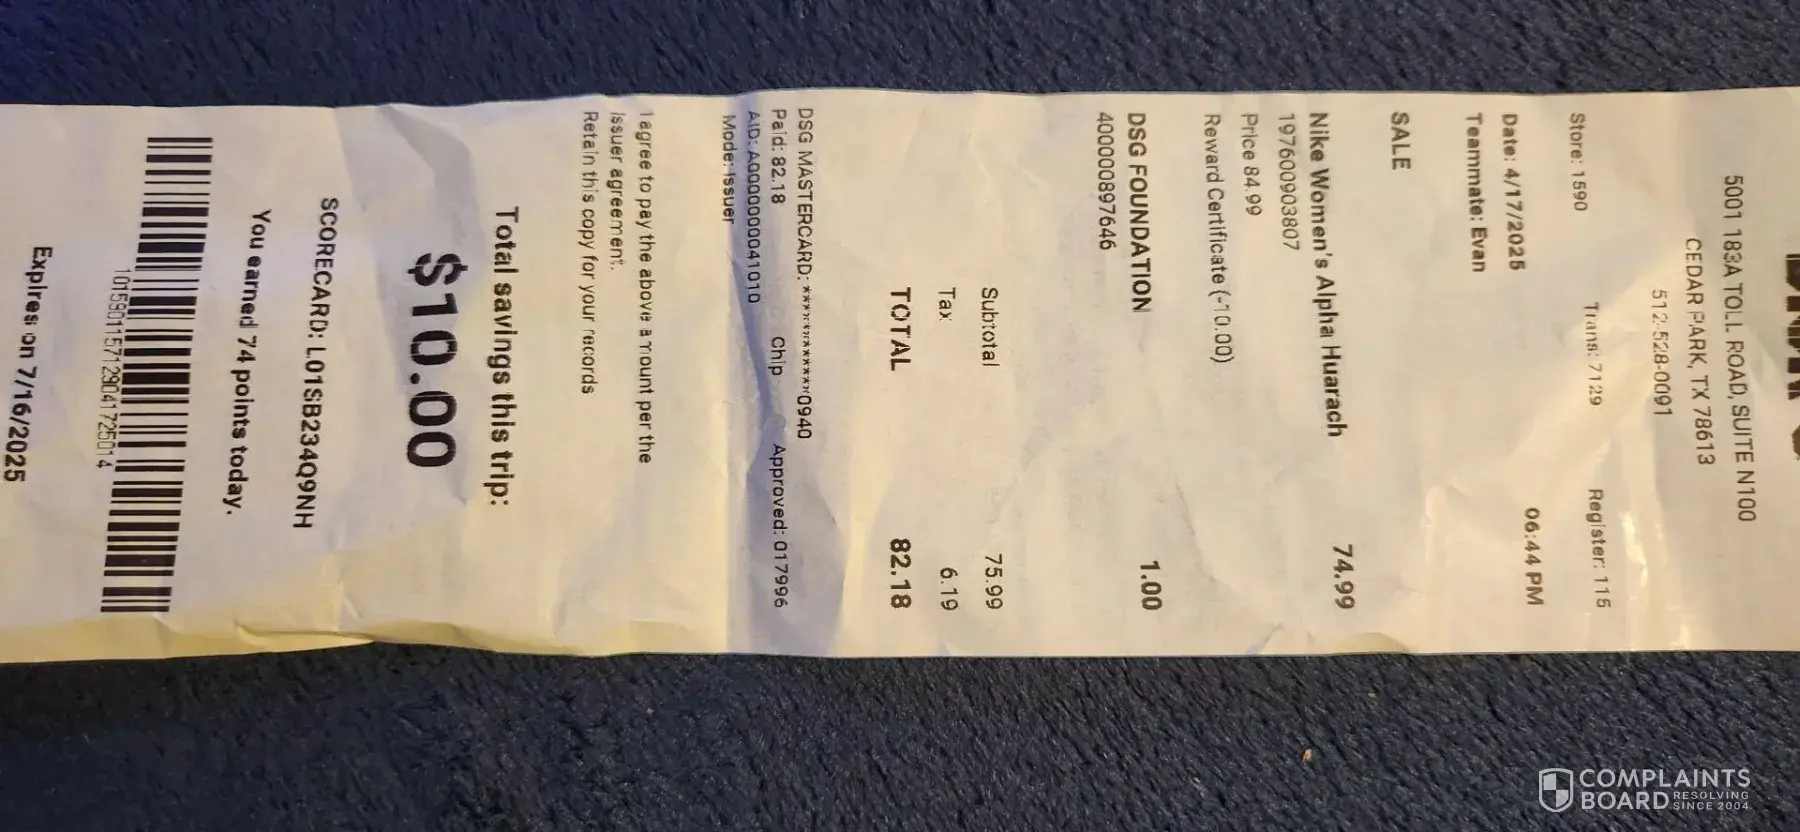 5001 183A TOLL ROAD, SUITE N100
CEDAR PARK, TX 78613
512-528-0091
Store: 1590 Trans: 7129 Register: 115
Date: 4/17/2025 06:44 PM
Teammate: Evan
SALE
Nike Women's Alpha Huarach 74.99
197600903807
Price 84.99
Reward Certificate (-10.00)
DSG FOUNDATION 1.00
400000897646
Subtotal 75.99
Tax 6.19
TOTAL 82.18
DSG MASTERCARD: ************0940
Paid: 82.18 Chip Approved: 017996
AID: A0000000041010
Mode: Issuer
I agree to pay the above amount per the
issuer agreement.
Retain this copy for your records
Total savings this trip:
$10.00
SCORECARD: L01SB234Q9NH
You earned 74 points today.
Expires on 7/16/2025
COMPLAINTS
BOARD RESOLVING
SINCE 2004